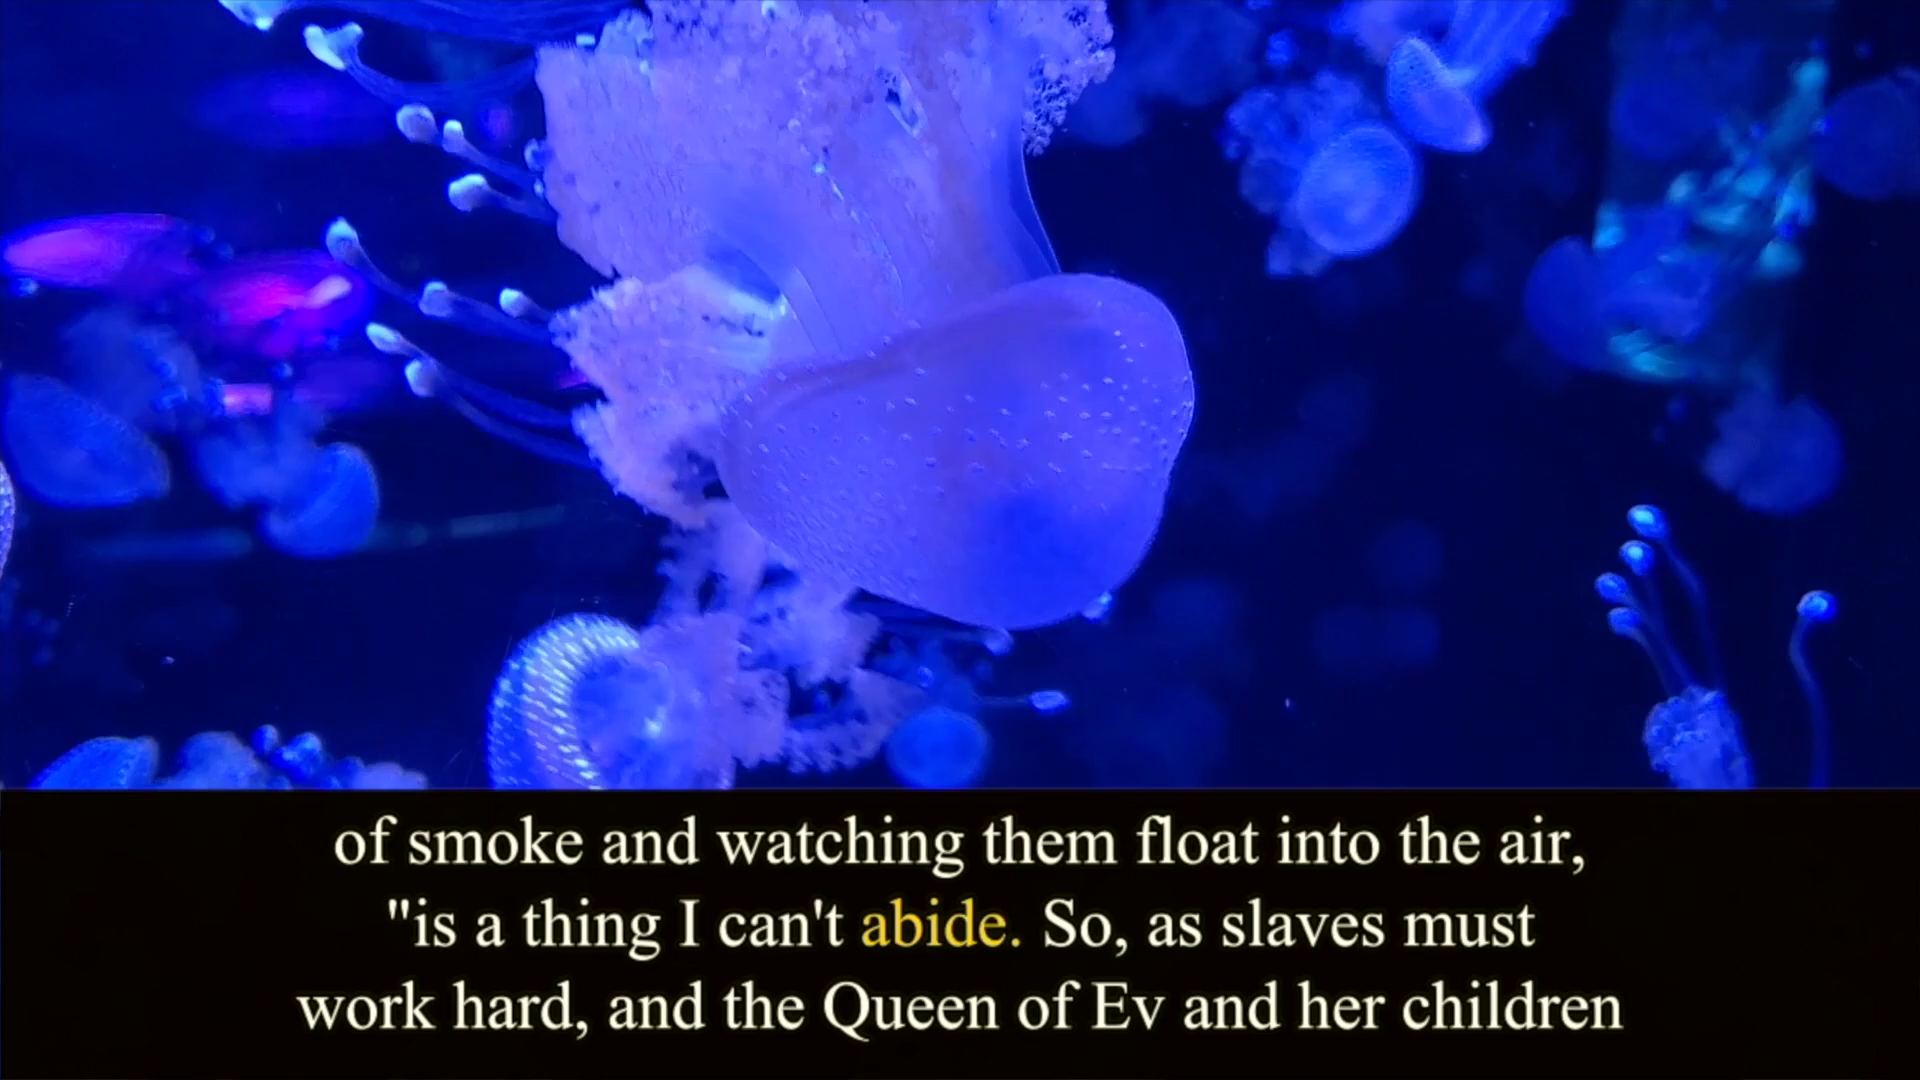 of smoke and watching them float into the air,
"is a thing I can't abide. So, as slaves must
work hard, and the Queen of Ev and her children